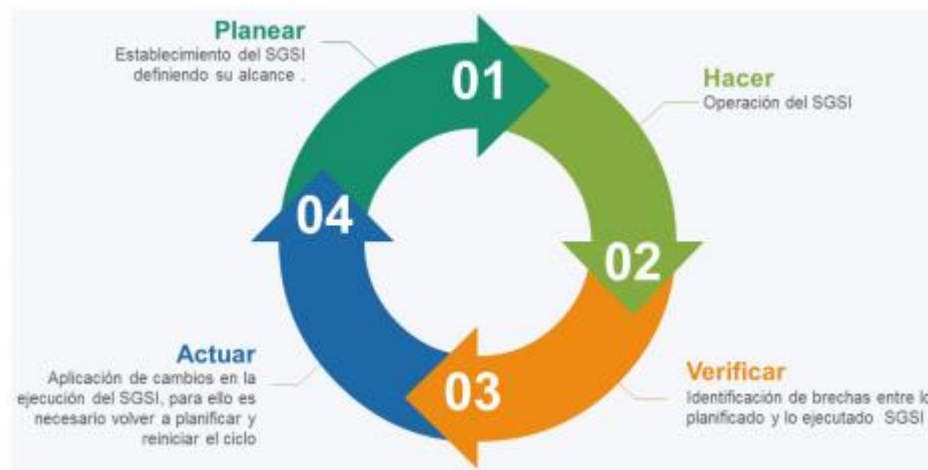 Planear
Establecimiento del SGSI
definiendo su alcance .
01
Hacer
Operación del SGSI
02
Verificar
Identificación de brechas entre lo
planificado y lo ejecutado SGSI
03
Actuar
Aplicación de cambios en la
ejecución del SGSI, para ello es
necesario volver a planificar y
reiniciar el ciclo
04